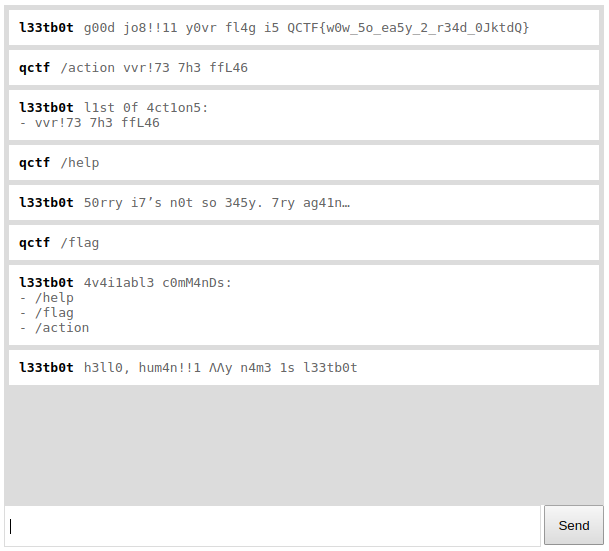 l33tb0t g00d jo8!!11 y0vr fl4g i5 QCTF{w0w_5o_ea5y_2_r34d_0JktdQ}
qctf /action vvr!73 7h3 ffL46
l33tb0t l1st 0f 4ct1on5:
- vvr!73 7h3 ffL46
qctf /help
l33tb0t 50rry i7’s n0t so 345y. 7ry ag41n…
qctf /flag
l33tb0t 4v4i1abl3 c0mM4nDs:
- /help
- /flag
- /action
l33tb0t h3ll0, hum4n!!1 ΛΛy n4m3 1s l33tb0t
Send